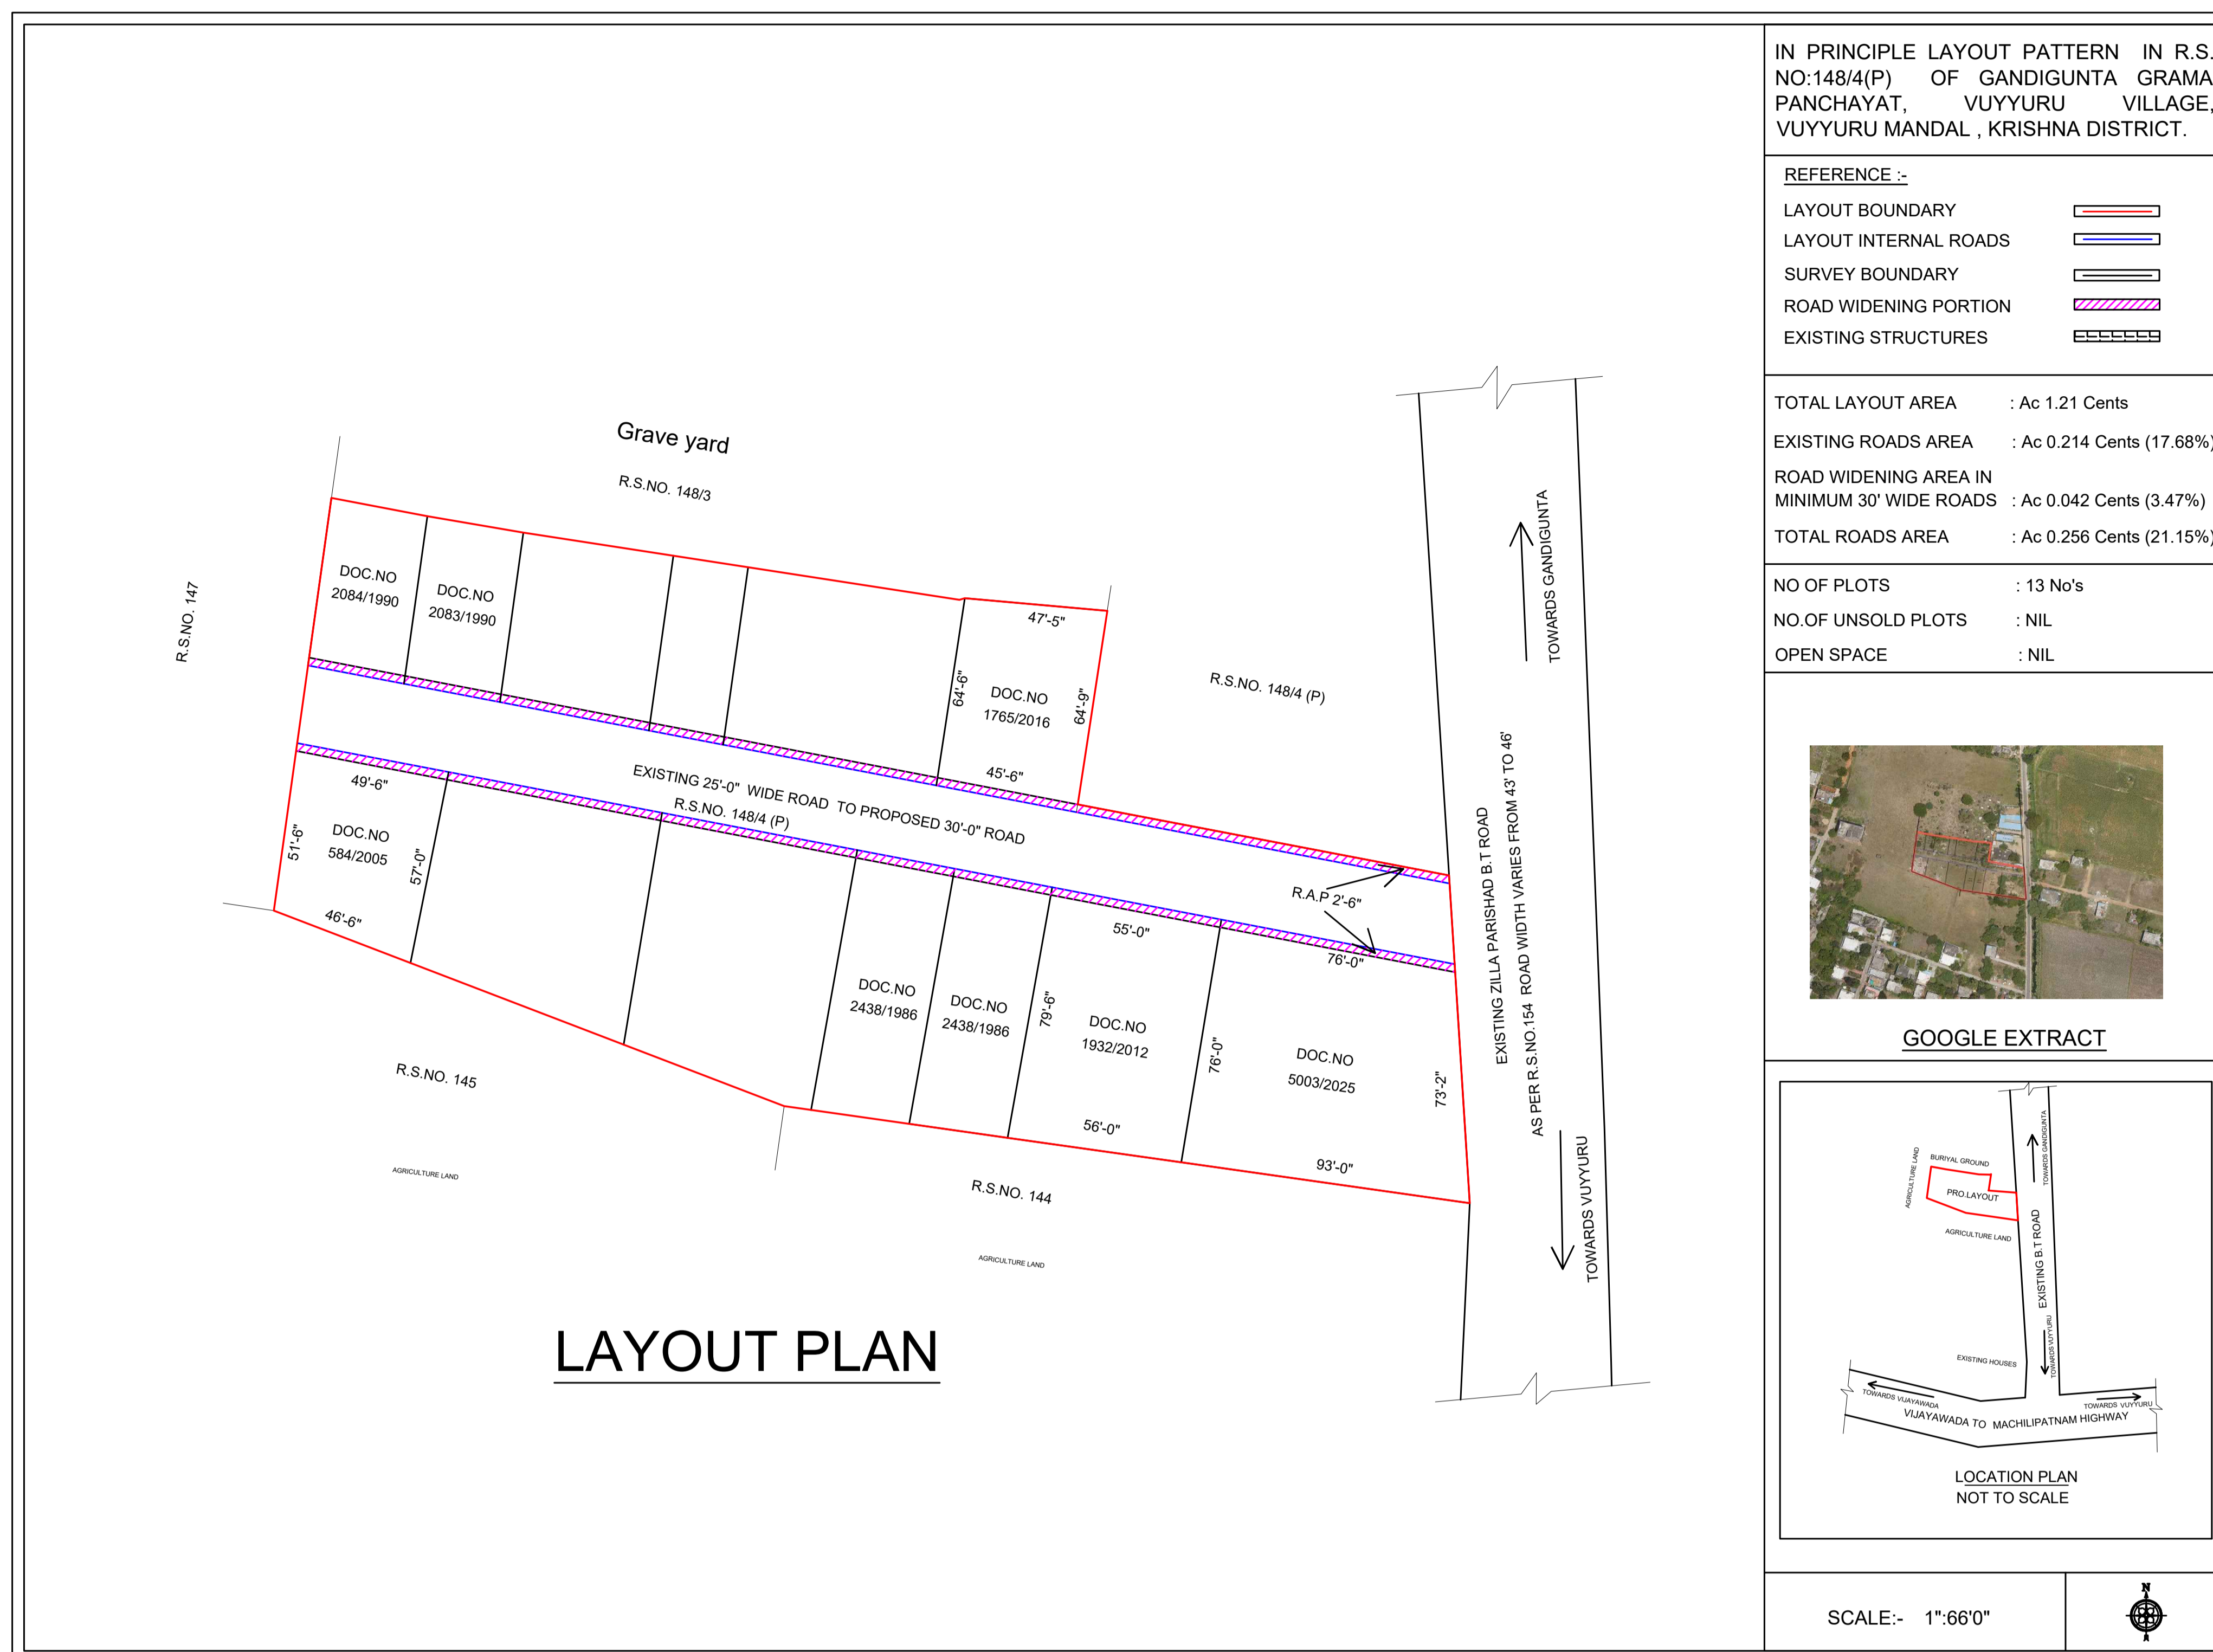 IN PRINCIPLE LAYOUT PATTERN IN R.S.
NO:148/4(P) OF GANDIGUNTA GRAMA
PANCHAYAT, VUYYURU VILLAGE,
VUYYURU MANDAL , KRISHNA DISTRICT.
REFERENCE :-
LAYOUT BOUNDARY
LAYOUT INTERNAL ROADS
SURVEY BOUNDARY
ROAD WIDENING PORTION
EXISTING STRUCTURES
TOTAL LAYOUT AREA : Ac 1.21 Cents
EXISTING ROADS AREA : Ac 0.214 Cents (17.68%)
ROAD WIDENING AREA IN
MINIMUM 30' WIDE ROADS : Ac 0.042 Cents (3.47%)
TOTAL ROADS AREA : Ac 0.256 Cents (21.15%)
NO OF PLOTS : 13 No's
NO.OF UNSOLD PLOTS : NIL
OPEN SPACE : NIL
GOOGLE EXTRACT
AGRICULTURE LAND
BURIYAL GROUND
PRO.LAYOUT
AGRICULTURE LAND
TOWARDS GANDIGUNTA
EXISTING B.T ROAD
TOWARDS VUYYURU
EXISTING HOUSES
TOWARDS VIJAYAWADA
TOWARDS VUYYURU
VIJAYAWADA TO MACHILIPATNAM HIGHWAY
LOCATION PLAN
NOT TO SCALE
SCALE:- 1":66'0"
N
Grave yard
R.S.NO. 148/3
R.S.NO. 147
DOC.NO
2084/1990
DOC.NO
2083/1990
47'-5"
64'-6"
DOC.NO
1765/2016
64'-9"
45'-6"
R.S.NO. 148/4 (P)
EXISTING 25'-0" WIDE ROAD TO PROPOSED 30'-0" ROAD
R.S.NO. 148/4 (P)
R.A.P 2'-6"
49'-6"
51'-6"
DOC.NO
584/2005
57'-0"
46'-6"
DOC.NO
2438/1986
DOC.NO
2438/1986
79'-6"
55'-0"
DOC.NO
1932/2012
56'-0"
76'-0"
76'-0"
DOC.NO
5003/2025
73'-2"
93'-0"
R.S.NO. 145
AGRICULTURE LAND
R.S.NO. 144
AGRICULTURE LAND
TOWARDS GANDIGUNTA
EXISTING ZILLA PARISHAD B.T ROAD
AS PER R.S.NO.154 ROAD WIDTH VARIES FROM 43' TO 46'
TOWARDS VUYYURU
LAYOUT PLAN